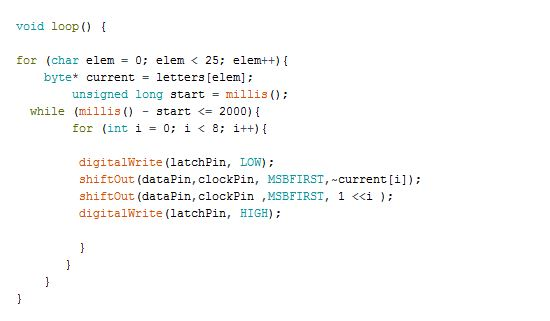 void loop() {
for (char elem = 0; elem < 25; elem++){
byte* current = letters[elem];
unsigned long start = millis();
while (millis() - start <= 2000){
for (int i = 0; i < 8; i++){
digitalWrite(latchPin, LOW);
shiftOut(dataPin,clockPin, MSBFIRST,~current[i]);
shiftOut(dataPin,clockPin ,MSBFIRST, 1 <<i );
digitalWrite(latchPin, HIGH);
}
}
}
}